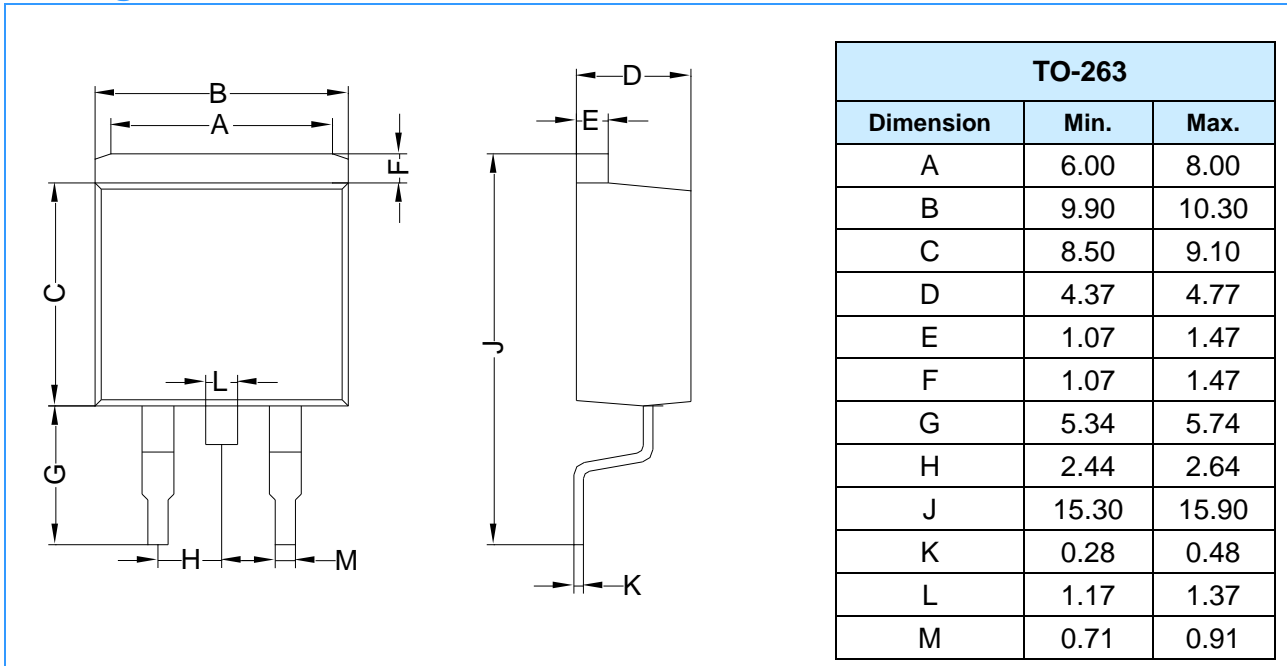 B
A
F
C
L
G
H
M
D
E
J
K
TO-263
Dimension Min. Max.
A 6.00 8.00
B 9.90 10.30
C 8.50 9.10
D 4.37 4.77
E 1.07 1.47
F 1.07 1.47
G 5.34 5.74
H 2.44 2.64
J 15.30 15.90
K 0.28 0.48
L 1.17 1.37
M 0.71 0.91